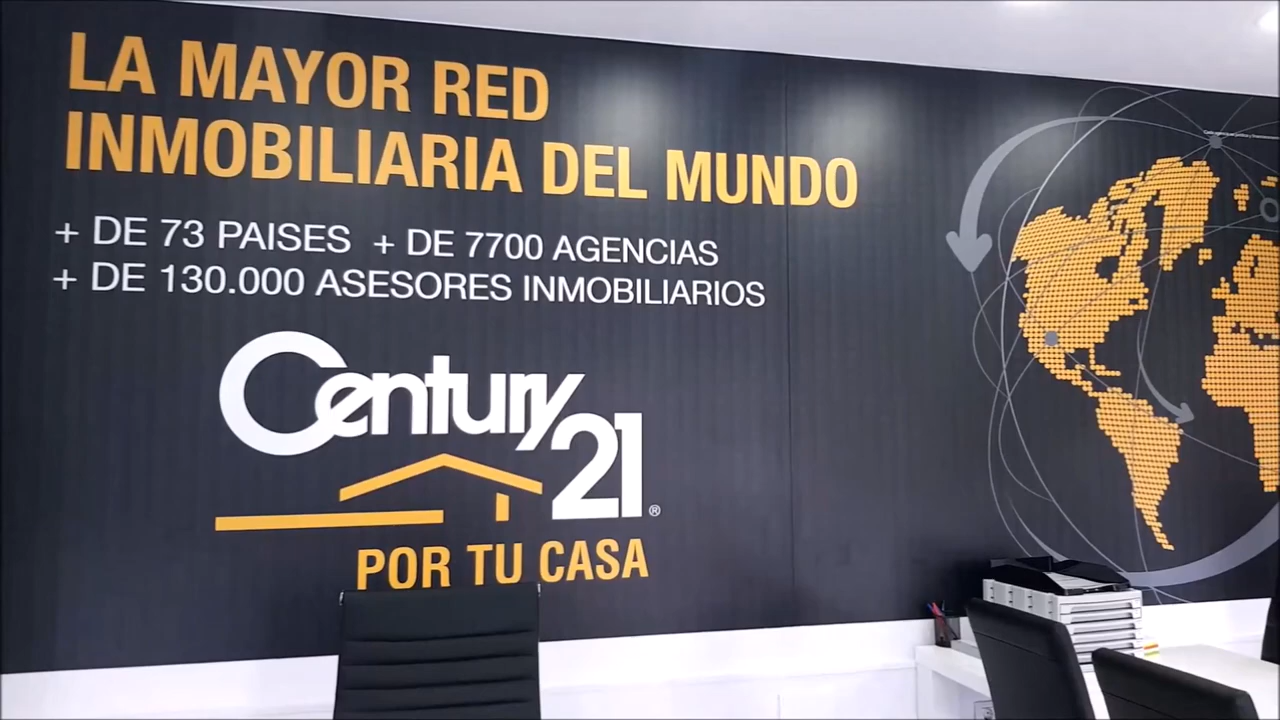 LA MAYOR RED
INMOBILIARIA DEL MUNDO
+ DE 73 PAISES + DE 7700 AGENCIAS
+ DE 130.000 ASESORES INMOBILIARIOS
Century
21®
POR TU CASA